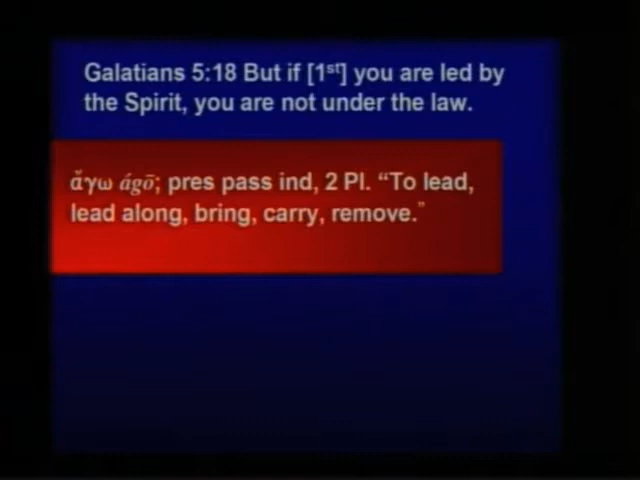 Galatians 5:18 But if [1st] you are led by
the Spirit, you are not under the law.
ἄγω ágō; pres pass ind, 2 Pl. “To lead,
lead along, bring, carry, remove.”